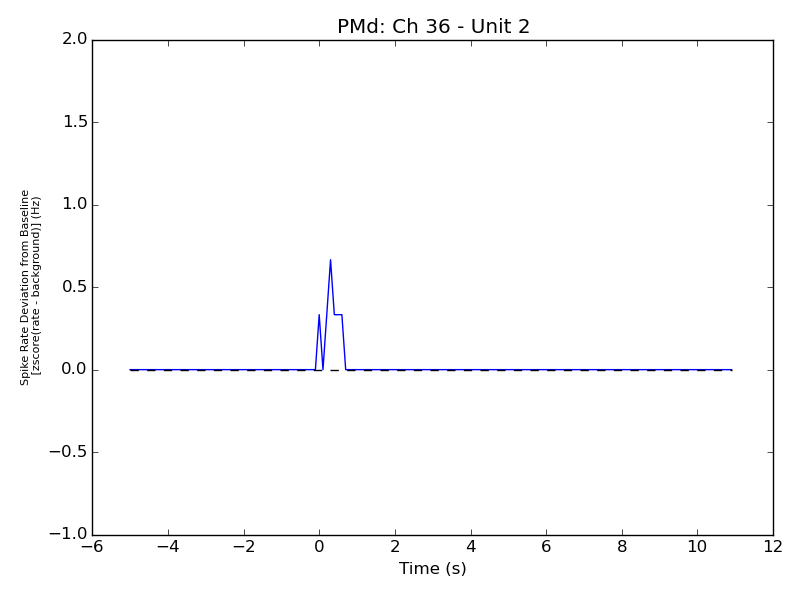 PMd: Ch 36 - Unit 2
2.0
1.5
1.0
0.5
0.0
−0.5
−1.0
Spike Rate Deviation from Baseline
[zscore(rate - background)] (Hz)
−6 −4 −2 0 2 4 6 8 10 12
Time (s)